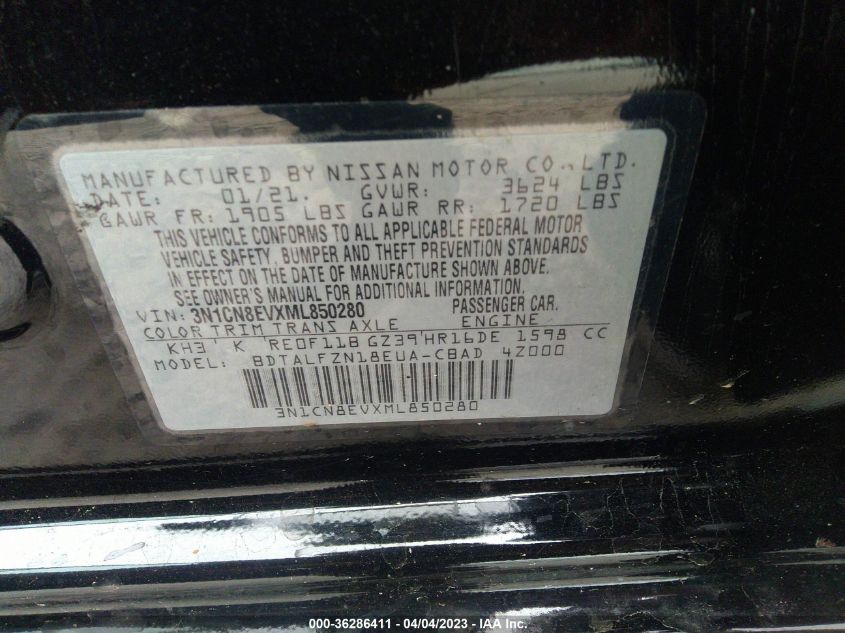 MANUFACTURED BY NISSAN MOTOR CO., LTD.
DATE: 01/21. GVWR: 3624 LBS
GAWR FR: 1905 LBS GAWR RR: 1720 LBS
THIS VEHICLE CONFORMS TO ALL APPLICABLE FEDERAL MOTOR
VEHICLE SAFETY, BUMPER AND THEFT PREVENTION STANDARDS
IN EFFECT ON THE DATE OF MANUFACTURE SHOWN ABOVE.
SEE OWNER'S MANUAL FOR ADDITIONAL INFORMATION.
VIN: 3N1CN8EVXML850280 PASSENGER CAR.
COLOR TRIM TRANS AXLE ENGINE
KH3 K RE0F11B GZ39 HR16DE 1598 CC
MODEL: BDTALFZN18EUA-CBAD 4Z000
3N1CN8EVXML850280
000-36286411 - 04/04/2023 - IAA Inc.